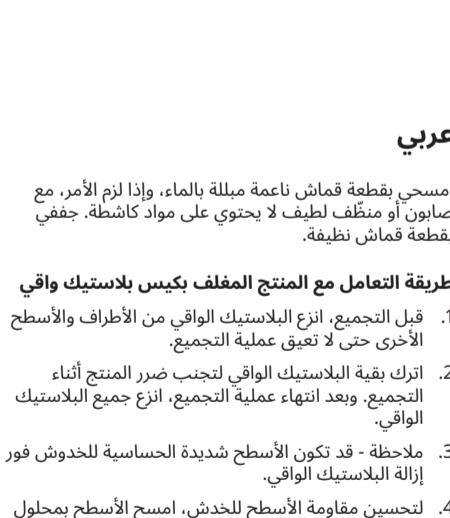 عربي
امسحي بقطعة قماش ناعمة مبللة بالماء، وإذا لزم الأمر، مع
صابون أو منظّف لطيف لا يحتوي على مواد كاشطة. جففي
بقطعة قماش نظيفة.
طريقة التعامل مع المنتج المغلف بكيس بلاستيك واقي
1. قبل التجميع، انزع البلاستيك الواقي من الأطراف والأسطح
الأخرى حتى لا تعيق عملية التجميع.
2. اترك بقية البلاستيك الواقي لتجنب ضرر المنتج أثناء
التجميع. وبعد انتهاء عملية التجميع، انزع جميع البلاستيك
الواقي.
3. ملاحظة - قد تكون الأسطح شديدة الحساسية للخدوش فور
إزالة البلاستيك الواقي.
4. لتحسين مقاومة الأسطح للخدش، امسح الأسطح بمحلول